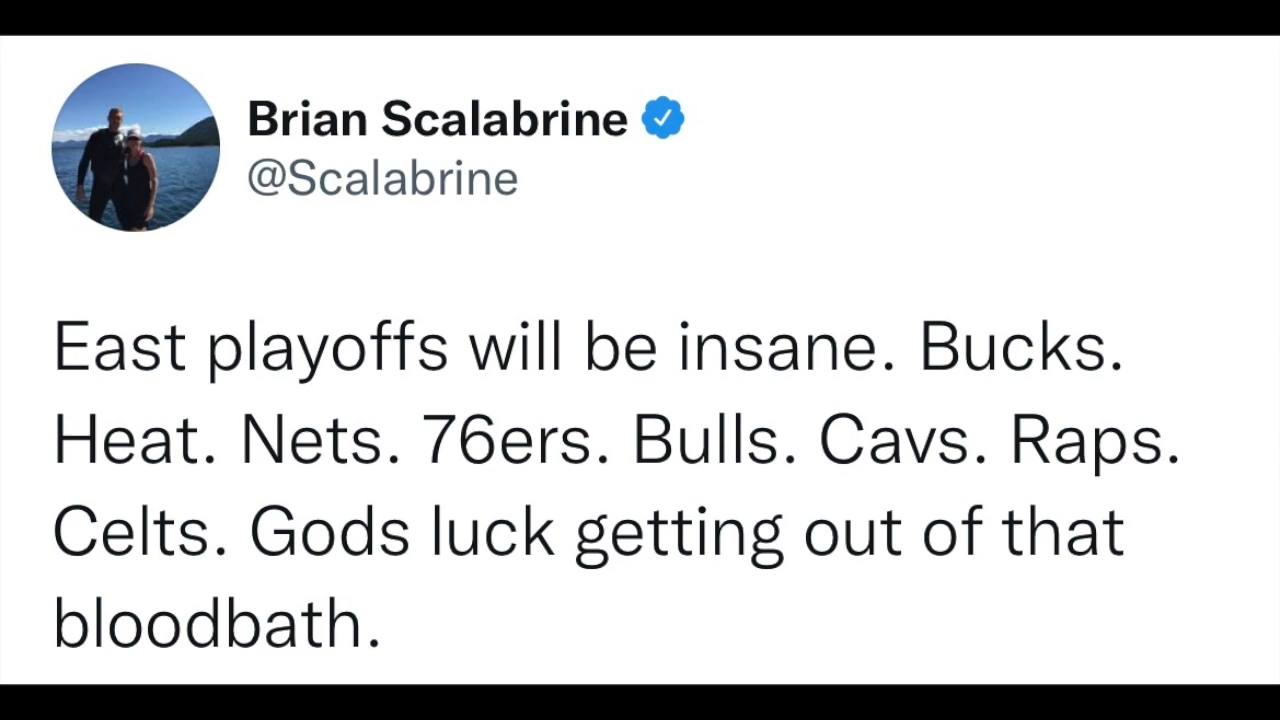 Brian Scalabrine
@Scalabrine
East playoffs will be insane. Bucks.
Heat. Nets. 76ers. Bulls. Cavs. Raps.
Celts. Gods luck getting out of that
bloodbath.